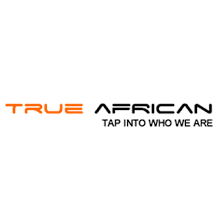 TRUE AFRICAN
TAP INTO WHO WE ARE